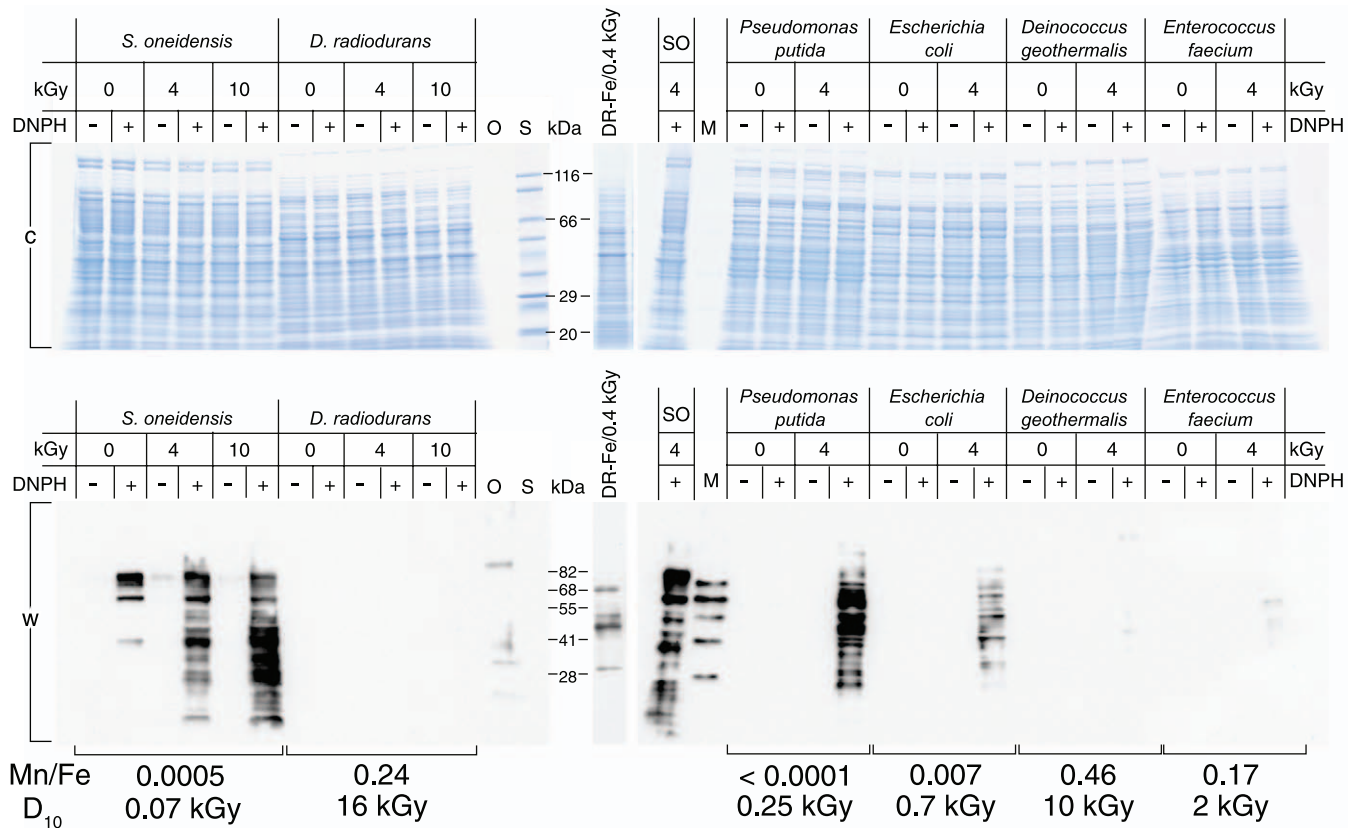 S. oneidensis D. radiodurans DR-Fe/0.4 kGy SO Pseudomonas putida Escherichia coli Deinococcus geothermalis Enterococcus faecium
kGy 0 4 10 0 4 10 4 0 4 0 4 0 4 0 4 kGy
DNPH - + - + - + - + - + - + O S kDa + M - + - + - + - + - + - + - + - + DNPH
C
116
66
29
20
S. oneidensis D. radiodurans DR-Fe/0.4 kGy SO Pseudomonas putida Escherichia coli Deinococcus geothermalis Enterococcus faecium
kGy 0 4 10 0 4 10 4 0 4 0 4 0 4 0 4 kGy
DNPH - + - + - + - + - + - + O S kDa + M - + - + - + - + - + - + - + - + DNPH
W
82
68
55
41
28
Mn/Fe 0.0005 0.24 < 0.0001 0.007 0.46 0.17
D10 0.07 kGy 16 kGy 0.25 kGy 0.7 kGy 10 kGy 2 kGy